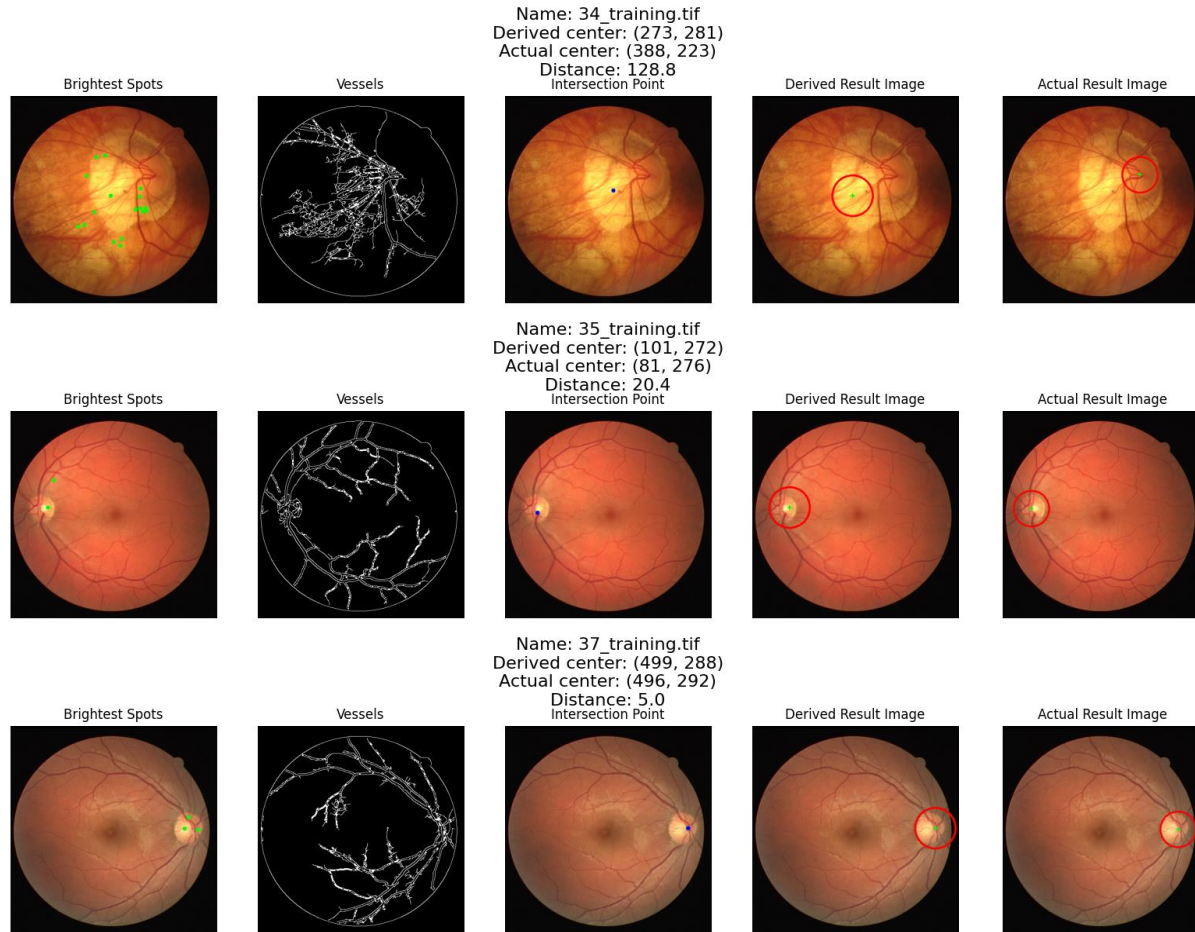 Name: 34_training.tif
Derived center: (273, 281)
Actual center: (388, 223)
Distance: 128.8
Brightest Spots
Vessels
Intersection Point
Derived Result Image
Actual Result Image
Name: 35_training.tif
Derived center: (101, 272)
Actual center: (81, 276)
Distance: 20.4
Brightest Spots
Vessels
Intersection Point
Derived Result Image
Actual Result Image
Name: 37_training.tif
Derived center: (499, 288)
Actual center: (496, 292)
Distance: 5.0
Brightest Spots
Vessels
Intersection Point
Derived Result Image
Actual Result Image